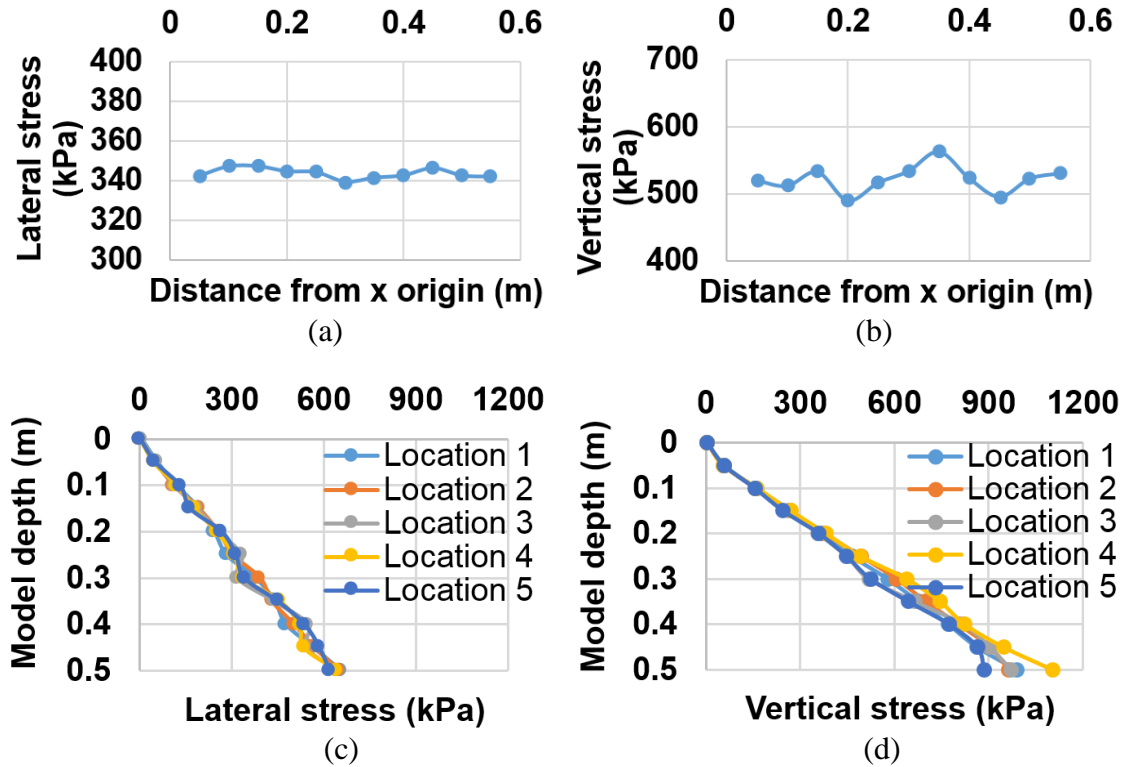 0 0.2 0.4 0.6
400
380
360
340
320
300
Lateral stress
(kPa)
Distance from x origin (m)
(a)
0 0.2 0.4 0.6
700
600
500
400
Vertical stress
(kPa)
Distance from x origin (m)
(b)
0 300 600 900 1200
0
0.1
0.2
0.3
0.4
0.5
Model depth (m)
Location 1
Location 2
Location 3
Location 4
Location 5
Lateral stress (kPa)
(c)
0 300 600 900 1200
0
0.1
0.2
0.3
0.4
0.5
Model depth (m)
Location 1
Location 2
Location 3
Location 4
Location 5
Vertical stress (kPa)
(d)